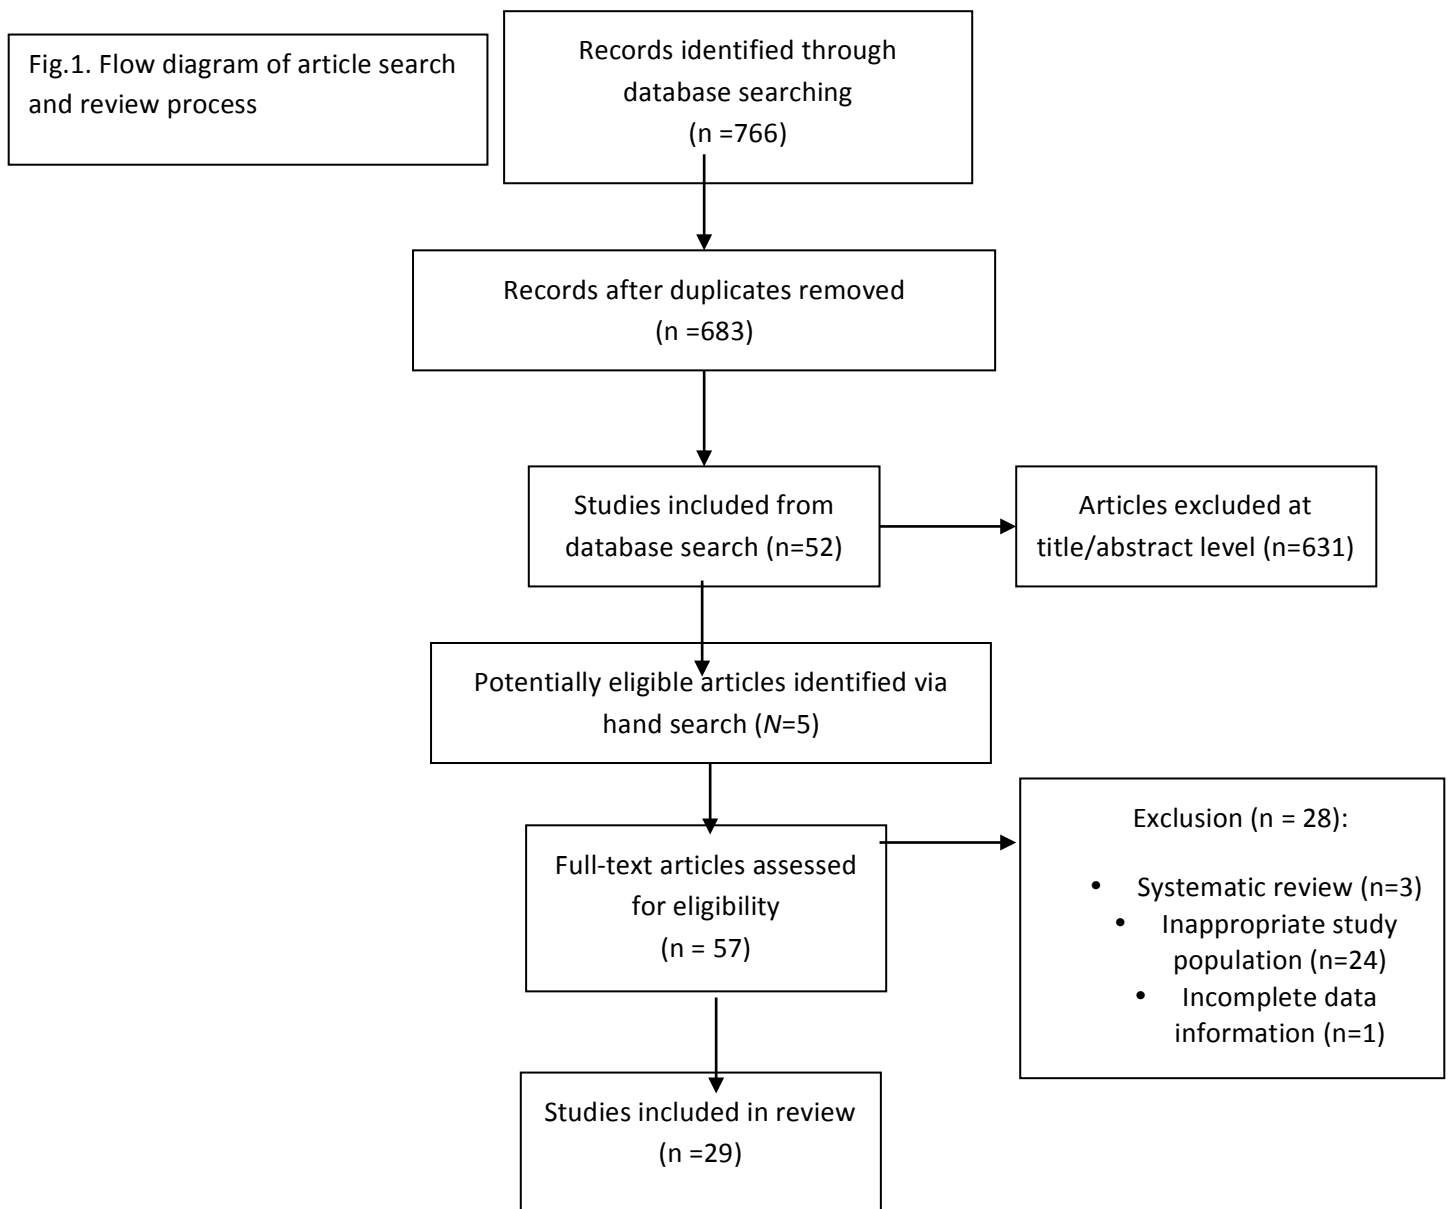 Fig.1. Flow diagram of article search
and review process
Records identified through
database searching
(n =766)
Records after duplicates removed
(n =683)
Studies included from
database search (n=52)
Articles excluded at
title/abstract level (n=631)
Potentially eligible articles identified via
hand search (N=5)
Full-text articles assessed
for eligibility
(n = 57)
Exclusion (n = 28):
• Systematic review (n=3)
• Inappropriate study
population (n=24)
• Incomplete data
information (n=1)
Studies included in review
(n =29)